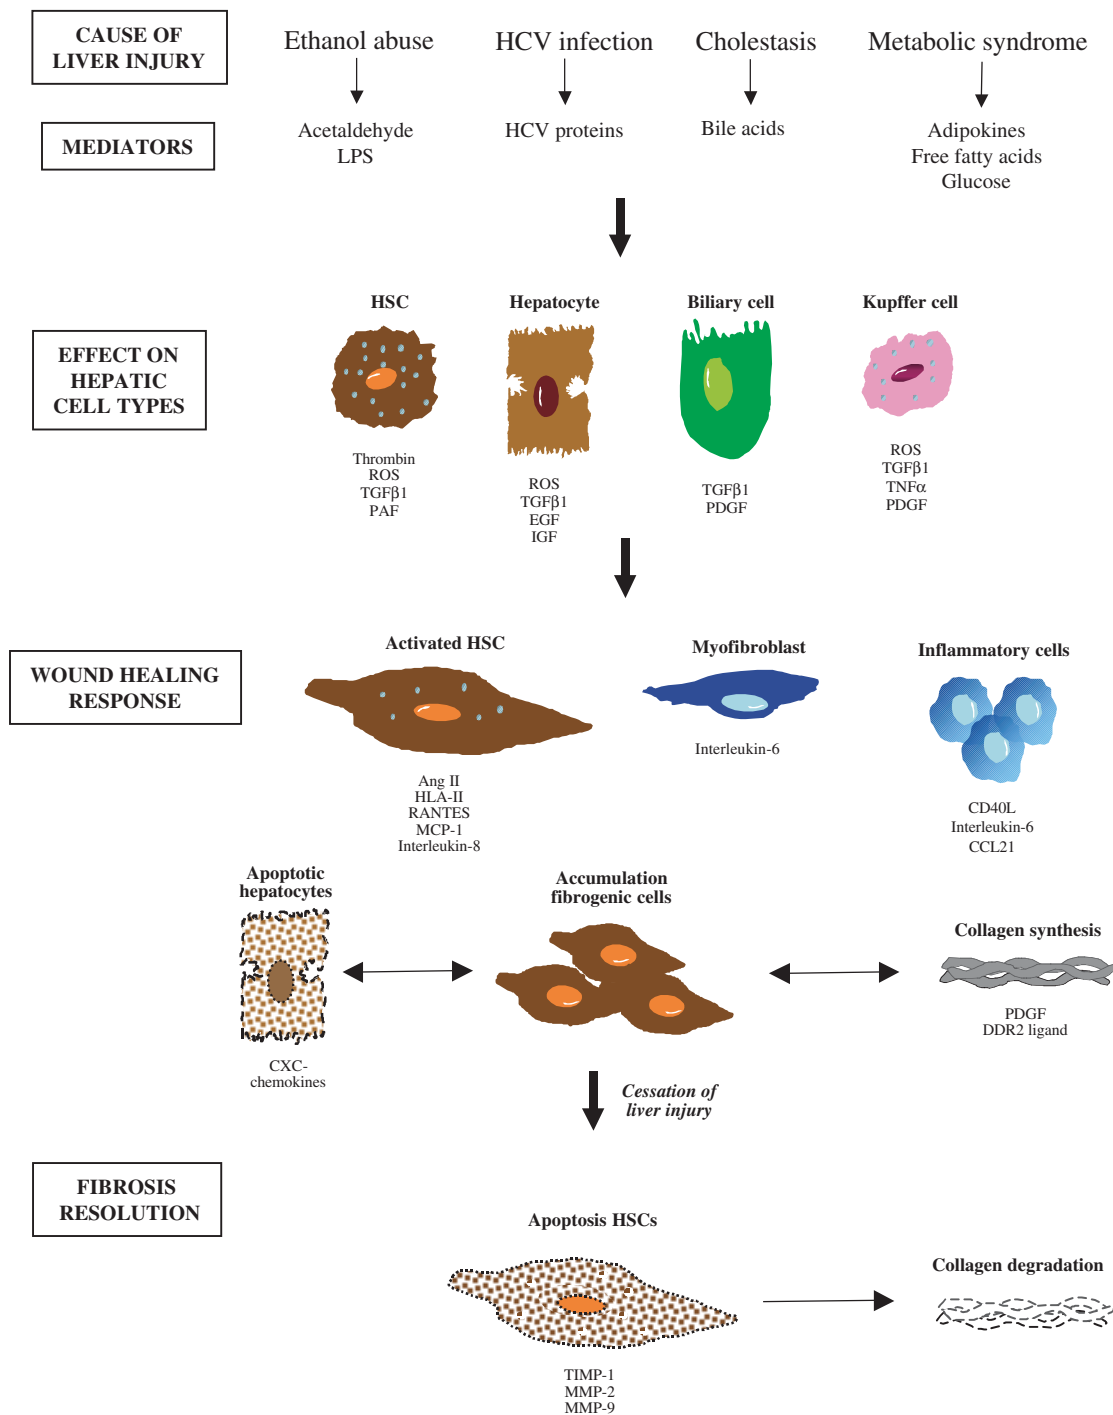 CAUSE OF
LIVER INJURY
Ethanol abuse
HCV infection
Cholestasis
Metabolic syndrome
MEDIATORS
Acetaldehyde
LPS
HCV proteins
Bile acids
Adipokines
Free fatty acids
Glucose
EFFECT ON
HEPATIC
CELL TYPES
HSC
Thrombin
ROS
TGFβ1
PAF
Hepatocyte
ROS
TGFβ1
EGF
IGF
Biliary cell
TGFβ1
PDGF
Kupffer cell
ROS
TGFβ1
TNFα
PDGF
WOUND HEALING
RESPONSE
Activated HSC
Ang II
HLA-II
RANTES
MCP-1
Interleukin-8
Myofibroblast
Interleukin-6
Inflammatory cells
CD40L
Interleukin-6
CCL21
Apoptotic
hepatocytes
CXC-
chemokines
Accumulation
fibrogenic cells
Collagen synthesis
PDGF
DDR2 ligand
Cessation of
liver injury
FIBROSIS
RESOLUTION
Apoptosis HSCs
TIMP-1
MMP-2
MMP-9
Collagen degradation